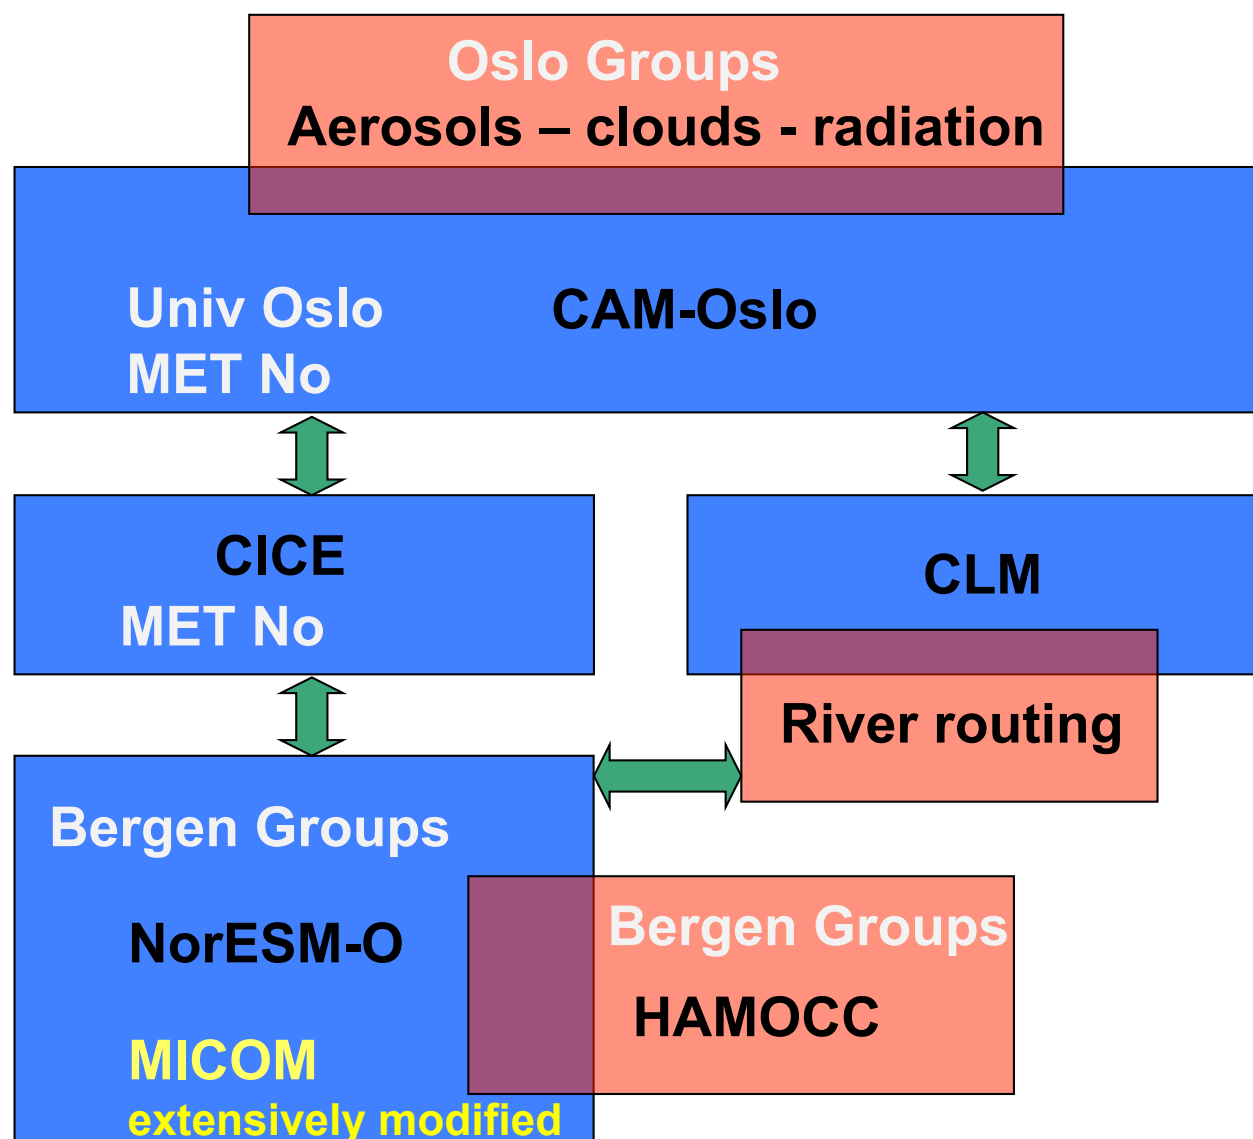 Oslo Groups
Aerosols – clouds - radiation
Univ Oslo
MET No
CAM-Oslo
CICE
MET No
CLM
River routing
Bergen Groups
NorESM-O
MICOM
extensively modified
Bergen Groups
HAMOCC